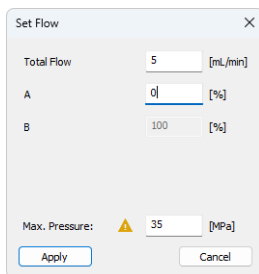 Set Flow
Total Flow 5 [mL/min]
A 0 [%]
B 100 [%]
Max. Pressure: 35 [MPa]
Apply Cancel